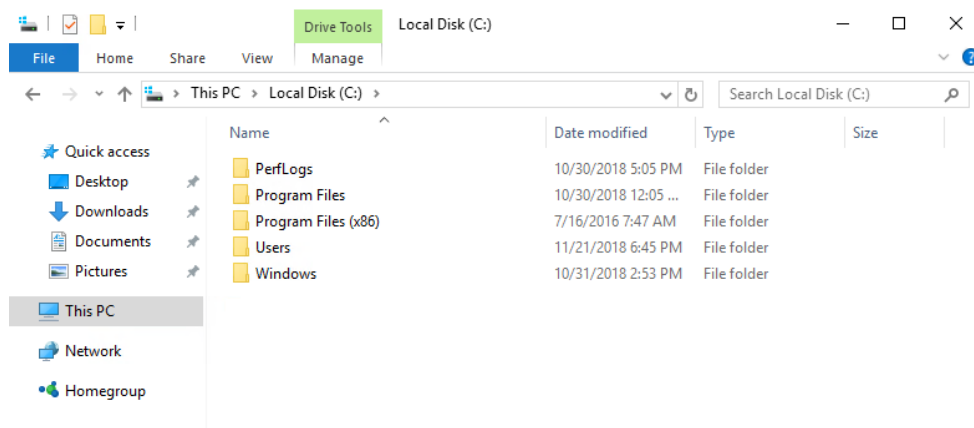 Drive Tools Local Disk (C:)
File Home Share View Manage
This PC Local Disk (C:) Search Local Disk (C:)
Name Date modified Type Size
Quick access
Desktop
Downloads
Documents
Pictures
This PC
Network
Homegroup
PerfLogs 10/30/2018 5:05 PM File folder
Program Files 10/30/2018 12:05 ... File folder
Program Files (x86) 7/16/2016 7:47 AM File folder
Users 11/21/2018 6:45 PM File folder
Windows 10/31/2018 2:53 PM File folder